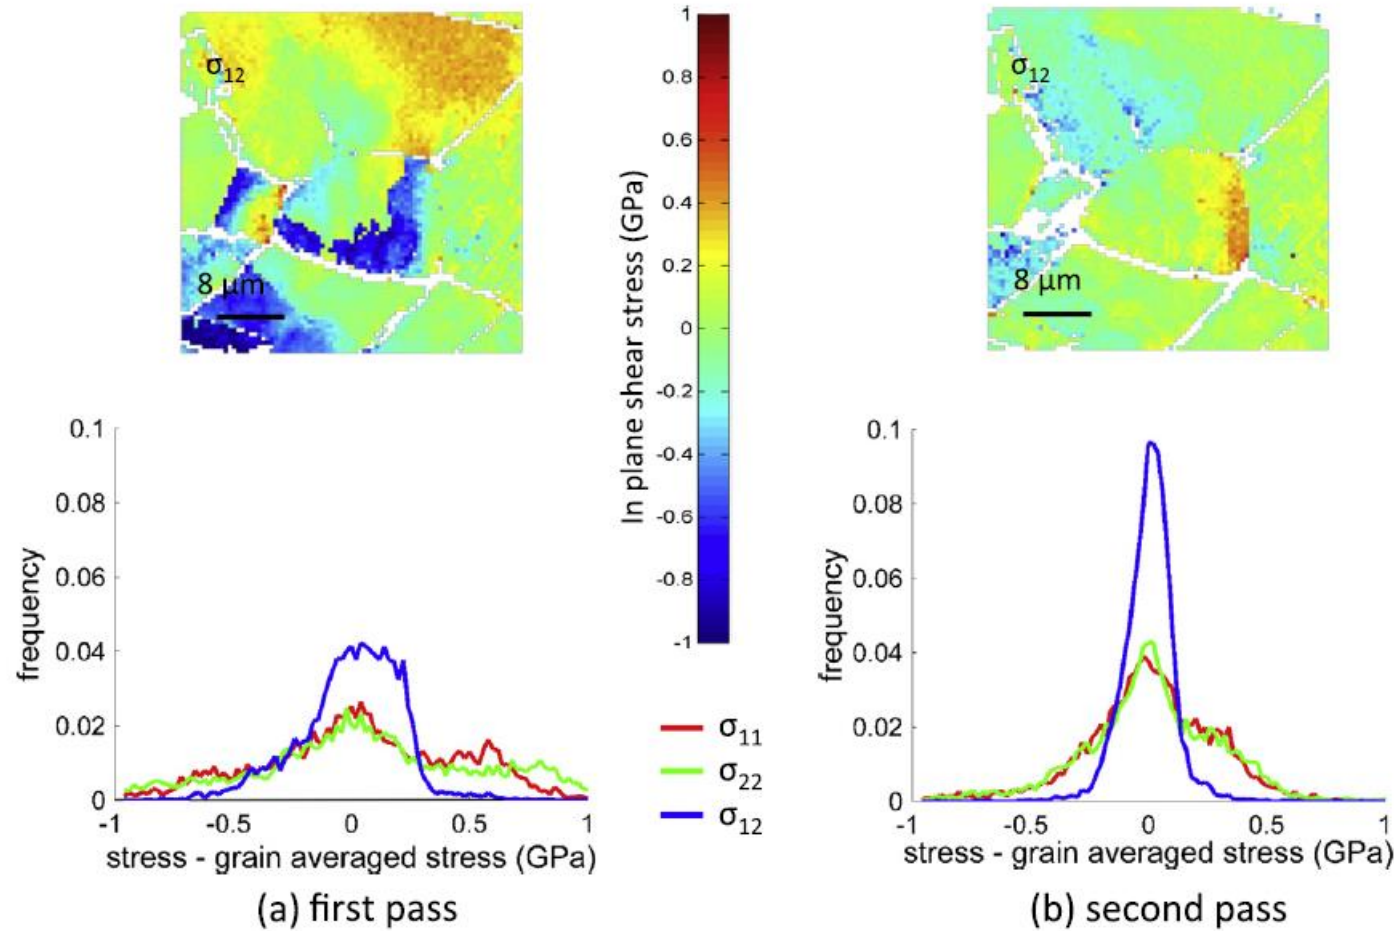 σ12
8 μm
In plane shear stress (GPa)
1
0.8
0.6
0.4
0.2
0
-0.2
-0.4
-0.6
-0.8
-1
σ12
8 μm
frequency
0.1
0.08
0.06
0.04
0.02
0
-1
-0.5
0
0.5
1
stress - grain averaged stress (GPa)
(a) first pass
σ11
σ22
σ12
frequency
0.1
0.08
0.06
0.04
0.02
0
-1
-0.5
0
0.5
1
stress - grain averaged stress (GPa)
(b) second pass